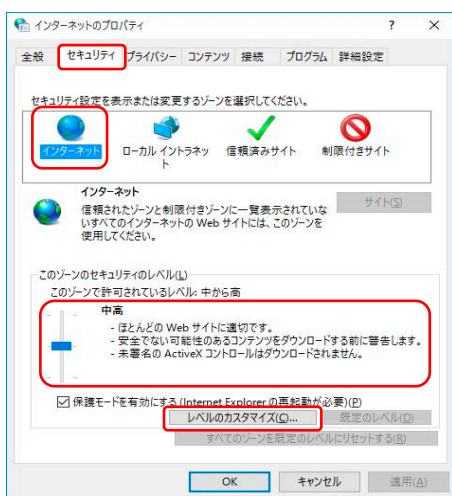 インターネットのプロパティ ? ×
全般 セキュリティ プライバシー コンテンツ 接続 プログラム 詳細設定
セキュリティ設定を表示または変更するゾーンを選択してください。
インターネット ローカル イントラネッ 信頼済みサイト 制限付きサイト
ト
インターネット
サイト(S)
信頼されたゾーンと制限付きゾーンに一覧表示されていな
いすべてのインターネットの Web サイトには、このゾーンを
使用してください。
このゾーンのセキュリティのレベル(L)
このゾーンで許可されているレベル: 中から高
中高
- ほとんどの Web サイトに適切です。
- 安全でない可能性のあるコンテンツをダウンロードする前に警告します。
- 未署名の ActiveX コントロールはダウンロードされません。
保護モードを有効にする (Internet Explorer の再起動が必要)(P)
レベルのカスタマイズ(C)... 既定のレベル(D)
すべてのゾーンを既定のレベルにリセットする(R)
OK キャンセル 適用(A)